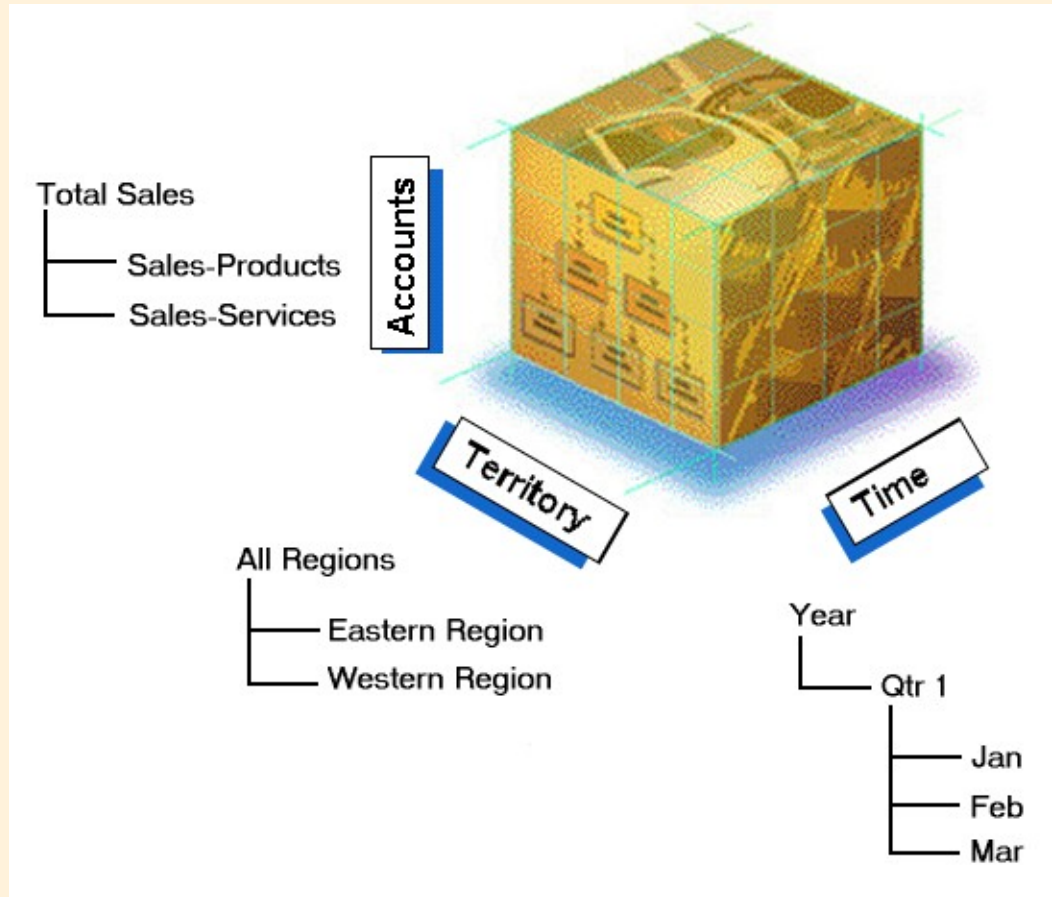 Total Sales
Sales-Products
Sales-Services
Accounts
Territory
Time
All Regions
Eastern Region
Western Region
Year
Qtr 1
Jan
Feb
Mar